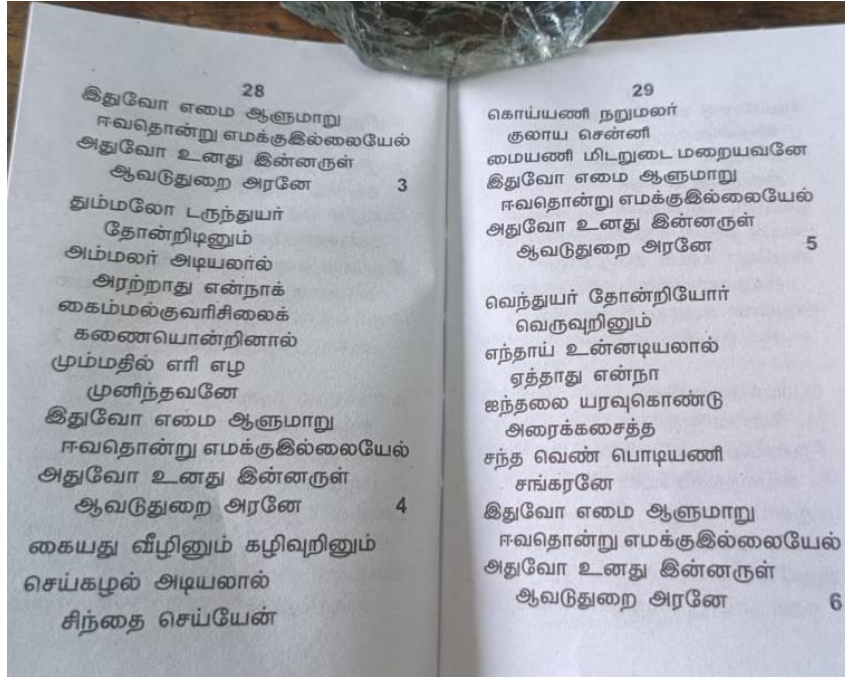 28
இதுவோ எமை ஆளுமாறு
ஈவதொன்று எமக்குஇல்லையேல்
அதுவோ உனது இன்னருள்
ஆவடுதுறை அரனே 3
தும்மலோ டருந்துயர்
தோன்றிடினும்
அம்மலர் அடியலால்
அரற்றாது என்நாக்
கைம்மல்குவரிசிலைக்
கணையொன்றினால்
மும்மதில் எரி எழ
முனிந்தவனே
இதுவோ எமை ஆளுமாறு
ஈவதொன்று எமக்குஇல்லையேல்
அதுவோ உனது இன்னருள்
ஆவடுதுறை அரனே 4
கையது வீழினும் கழிவுறினும்
செய்கழல் அடியலால்
சிந்தை செய்யேன்
29
கொய்யணி நறுமலர்
குலாய சென்னி
மையணி மிடறுடை மறையவனே
இதுவோ எமை ஆளுமாறு
ஈவதொன்று எமக்குஇல்லையேல்
அதுவோ உனது இன்னருள்
ஆவடுதுறை அரனே 5
வெந்துயர் தோன்றியோர்
வெருவுறினும்
எந்தாய் உன்னடியலால்
ஏத்தாது என்நா
ஐந்தலை யரவுகொண்டு
அரைக்கசைத்த
சந்த வெண் பொடியணி
சங்கரனே
இதுவோ எமை ஆளுமாறு
ஈவதொன்று எமக்குஇல்லையேல்
அதுவோ உனது இன்னருள்
ஆவடுதுறை அரனே 6